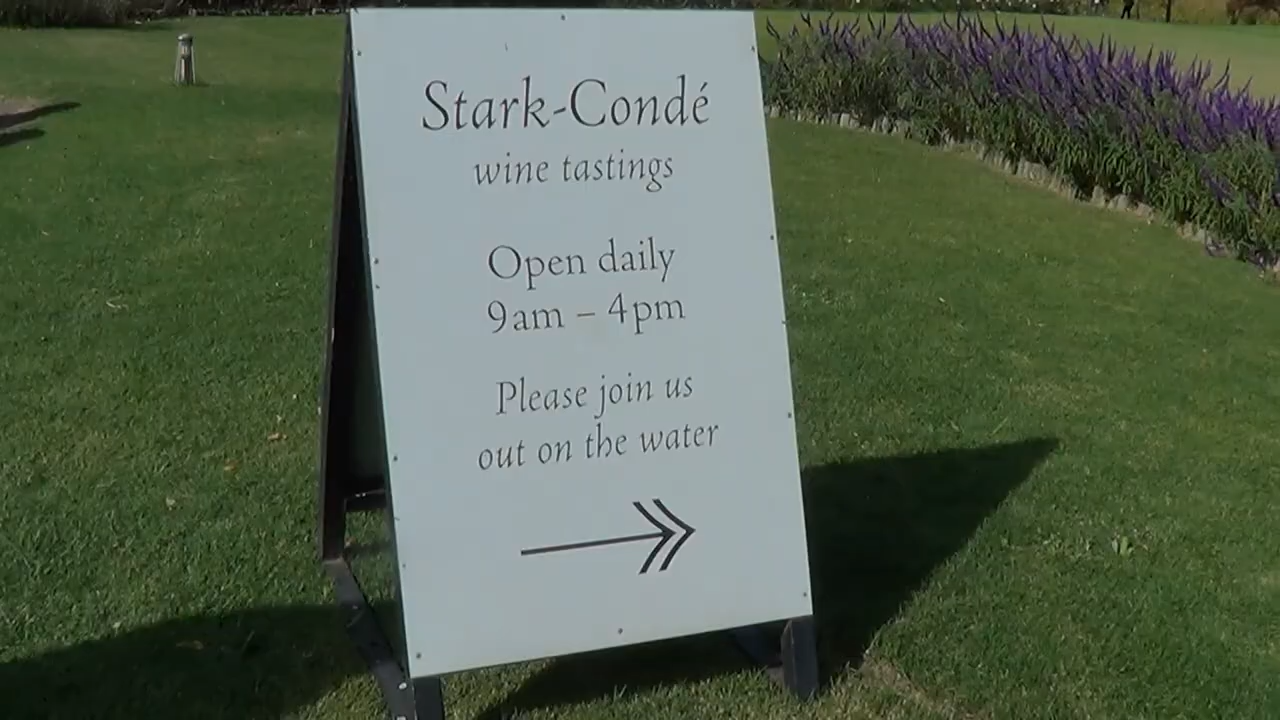 Stark-Condé
wine tastings
Open daily
9am – 4pm
Please join us
out on the water